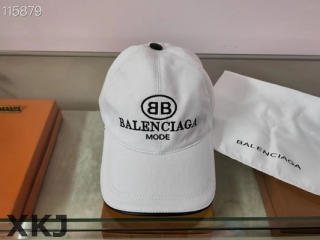 115879
BB
BALENCIAGA
MODE
BALENCIAGA
XKJ